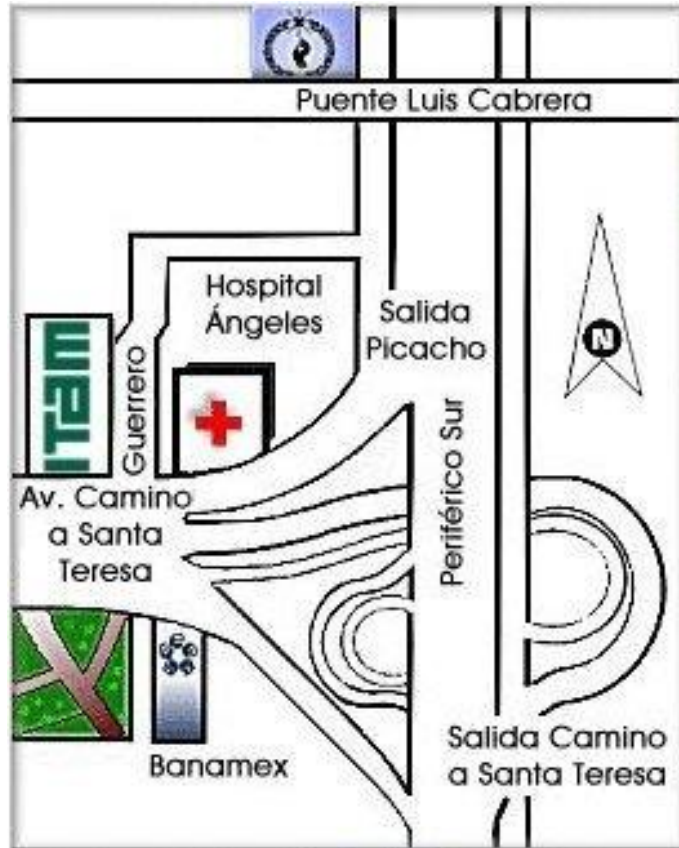 Puente Luis Cabrera
Hospital
Ángeles
Salida
Picacho
N
ITAM
Guerrero
Periférico Sur
Av. Camino
a Santa
Teresa
Banamex
Salida Camino
a Santa Teresa